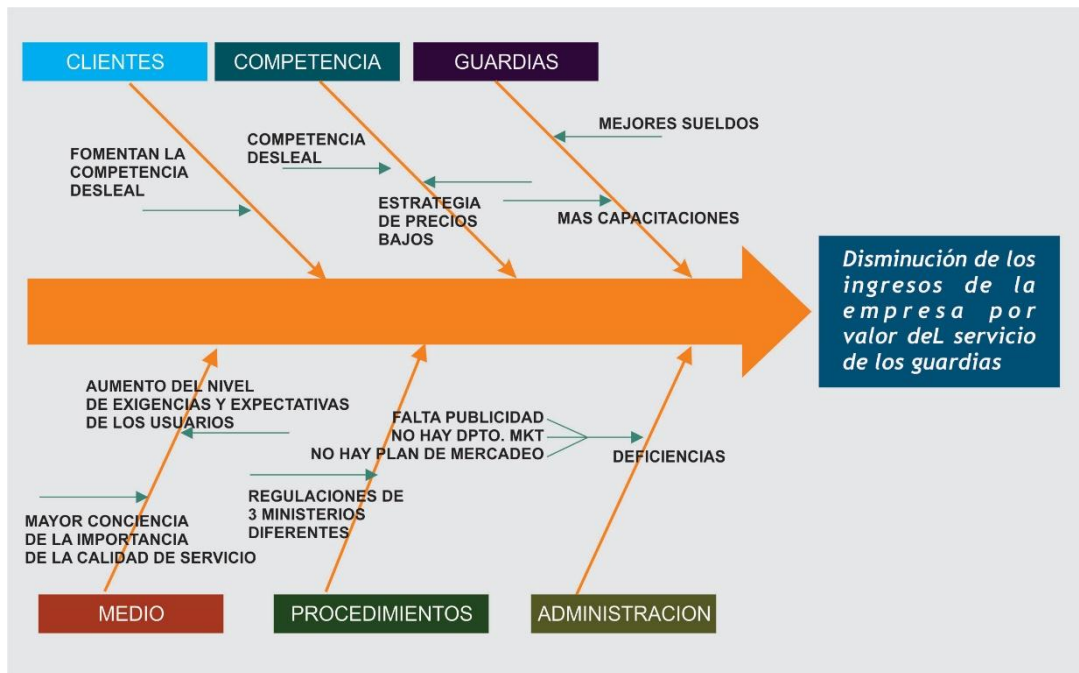 CLIENTES
COMPETENCIA
GUARDIAS
MEJORES SUELDOS
COMPETENCIA
DESLEAL
FOMENTAN LA
COMPETENCIA
DESLEAL
ESTRATEGIA
DE PRECIOS
BAJOS
MAS CAPACITACIONES
Disminución de los
ingresos de la
empresa por
valor deL servicio
de los guardias
AUMENTO DEL NIVEL
DE EXIGENCIAS Y EXPECTATIVAS
DE LOS USUARIOS
FALTA PUBLICIDAD
NO HAY DPTO. MKT
NO HAY PLAN DE MERCADEO
DEFICIENCIAS
REGULACIONES DE
3 MINISTERIOS
DIFERENTES
MAYOR CONCIENCIA
DE LA IMPORTANCIA
DE LA CALIDAD DE SERVICIO
MEDIO
PROCEDIMIENTOS
ADMINISTRACION